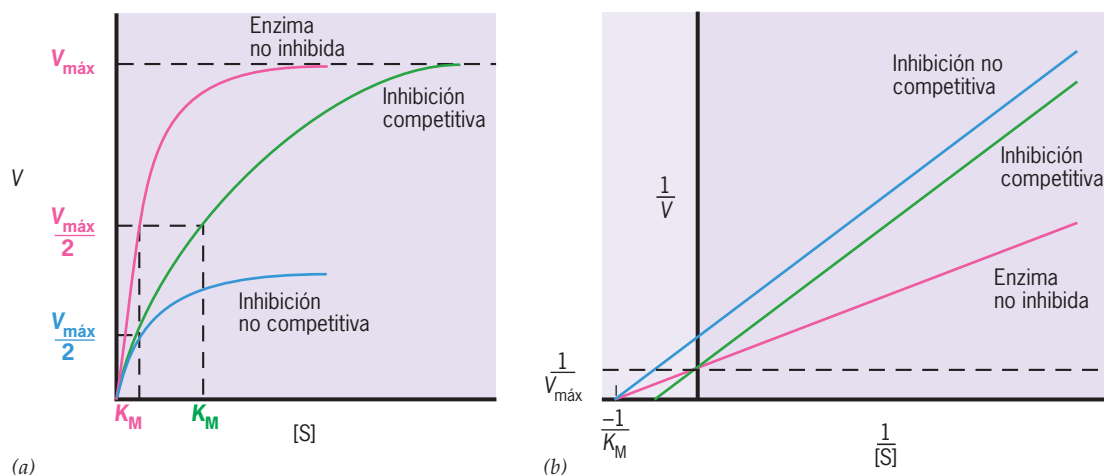 Enzima
no inhibida
Vmáx
Inhibición
competitiva
V
Vmáx
2
Inhibición
no competitiva
Vmáx
2
KM
KM
[S]
(a)
Inhibición no
competitiva
Inhibición
competitiva
1
V
Enzima
no inhibida
1
Vmáx
−1
KM
1
[S]
(b)